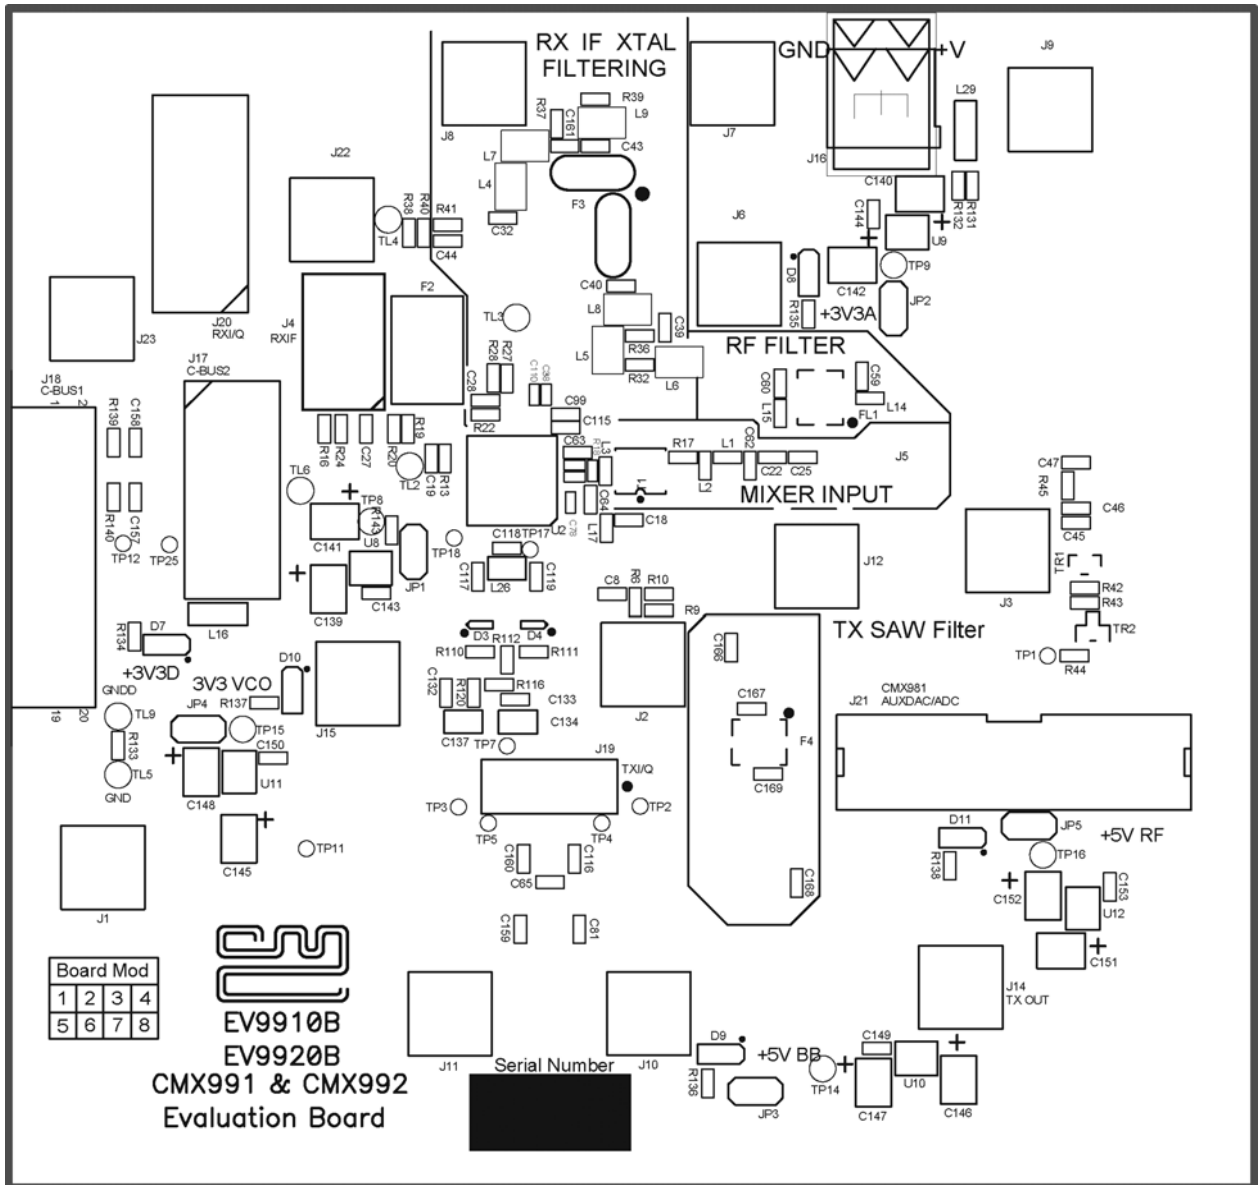 RX IF XTAL
FILTERING
GND
+V
J9
R39
L29
R37
C161
L9
J8
J7
C43
J16
L7
J22
L4
F3
C140
R132
R131
R38
R40
R41
C32
J6
C144
U9
TL4
C44
TP9
D8
C142
C40
F2
JP2
R135
+3V3A
L8
J20
RXI/Q
J4
RXIF
TL3
C39
J23
RF FILTER
R36
L5
J17
C-BUS2
R28
R27
J18
C-BUS1
R32
L6
C110
C98
C60
C59
1
2
C28
C99
L15
L14
FL1
R139
C158
R22
C115
R19
C62
C63
R18
L3
R17
L1
J5
R16
R24
C27
R20
C47
TL6
TL2
C19
R13
L2
C22
C25
R45
MIXER INPUT
TP8
C64
C46
R140
C157
R143
U2
C78
L17
C18
C45
C141
U8
TP18
C118
TP17
TP12
TP25
TR1
J12
JP1
C117
L26
C119
C143
C8
R6
R10
R42
J3
R43
C139
R9
L16
D7
R134
D3
D4
TX SAW Filter
TR2
R112
R110
R111
C166
TP1
R44
+3V3D
D10
3V3 VCO
C132
R120
R116
CMX981
AUXDAC/ADC
J21
GNDD
JP4
R137
C133
C167
TL9
C134
J2
TP15
J15
C137
R133
TP7
F4
C150
J19
TXI/Q
TL5
U11
C169
GND
C148
TP3
TP2
TP5
TP4
D11
JP5
+5V RF
TP11
C160
C116
TP16
C145
C65
R138
C168
C153
C152
J1
U12
C159
C81
C151
Board Mod
1 2 3 4
5 6 7 8
J14
TX OUT
EV9910B
EV9920B
CMX991 & CMX992
Evaluation Board
J11
Serial Number
J10
D9
+5V BB
C149
R136
TP14
U10
JP3
C147
C146
19
20